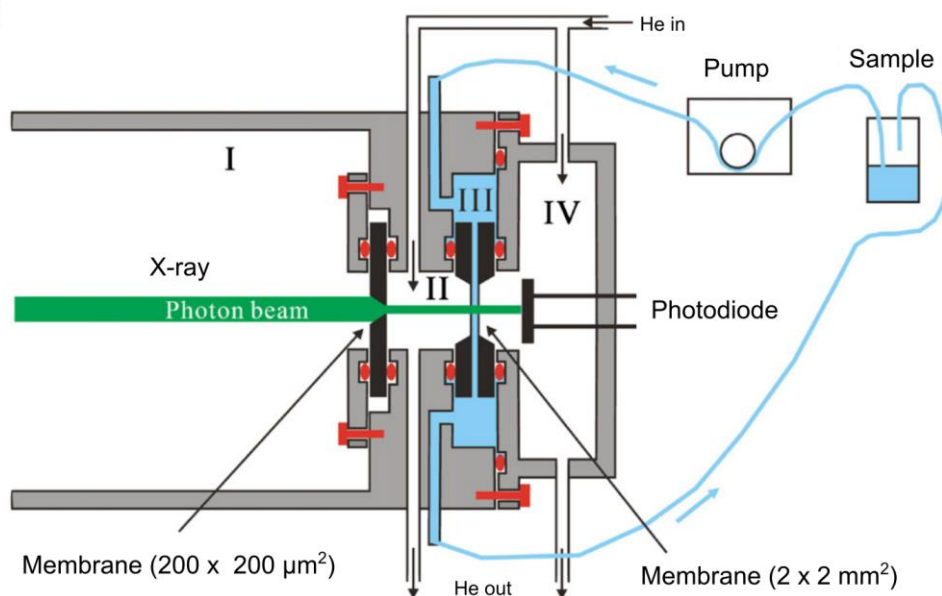 He in
Pump
Sample
I
III
IV
X-ray
II
Photon beam
Photodiode
Membrane (200 x 200 µm²)
He out
Membrane (2 x 2 mm²)